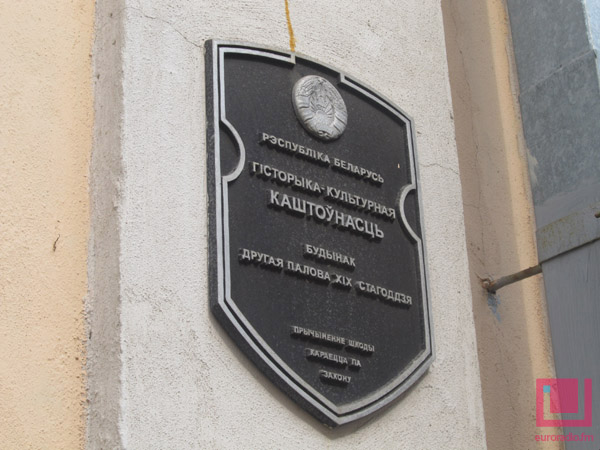 РЭСПУБЛІКА БЕЛАРУСЬ
ГІСТОРЫКА-КУЛЬТУРНАЯ
КАШТОЎНАСЦЬ
БУДЫНАК
ДРУГАЯ ПАЛОВА XIX СТАГОДДЗЯ
ПРЫЧЫНЕННЕ ШКОДЫ
КАРАЕЦЦА ПА
ЗАКОНУ